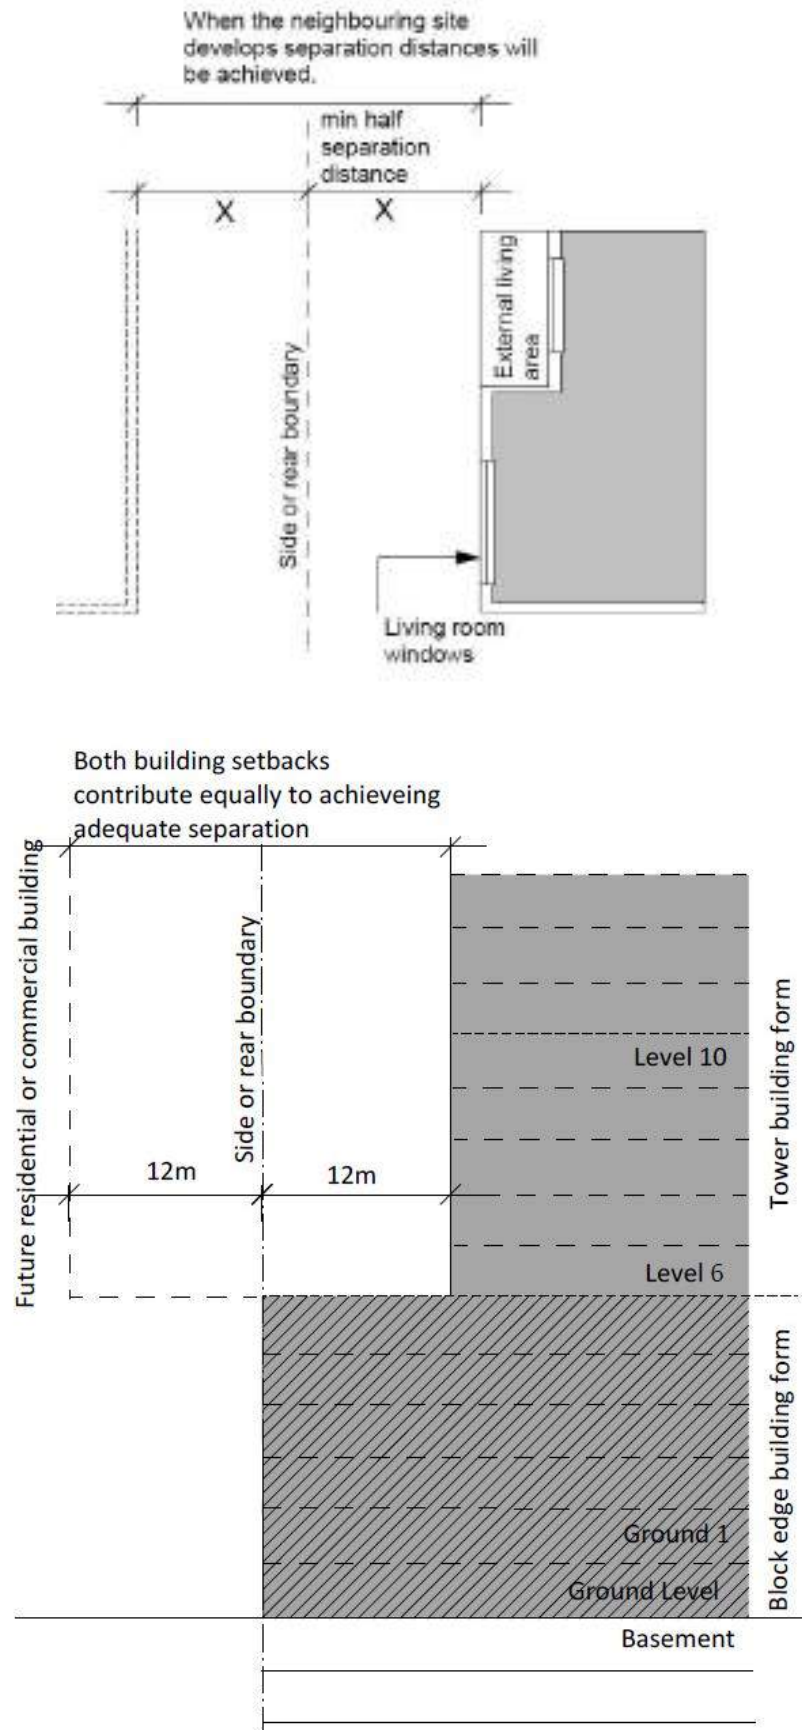 When the neighbouring site
develops separation distances will
be achieved.
min half
separation
distance
X
X
External living
area
Side or rear boundary
Living room
windows
Both building setbacks
contribute equally to achieveing
adequate separation
Future residential or commercial building
Side or rear boundary
Level 10
Tower building form
12m
12m
Level 6
Block edge building form
Ground 1
Ground Level
Basement